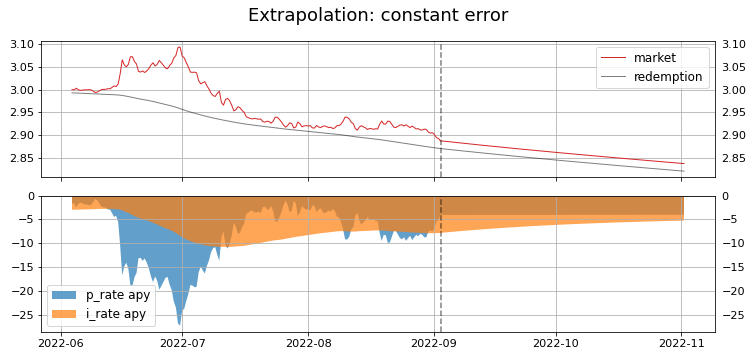 Extrapolation: constant error
3.10 3.10
3.05 3.05
3.00 3.00
2.95 2.95
2.90 2.90
2.85 2.85
market
redemption
0 0
−5 −5
−10 −10
−15 −15
−20 −20
−25 −25
p_rate apy
i_rate apy
2022-06 2022-07 2022-08 2022-09 2022-10 2022-11